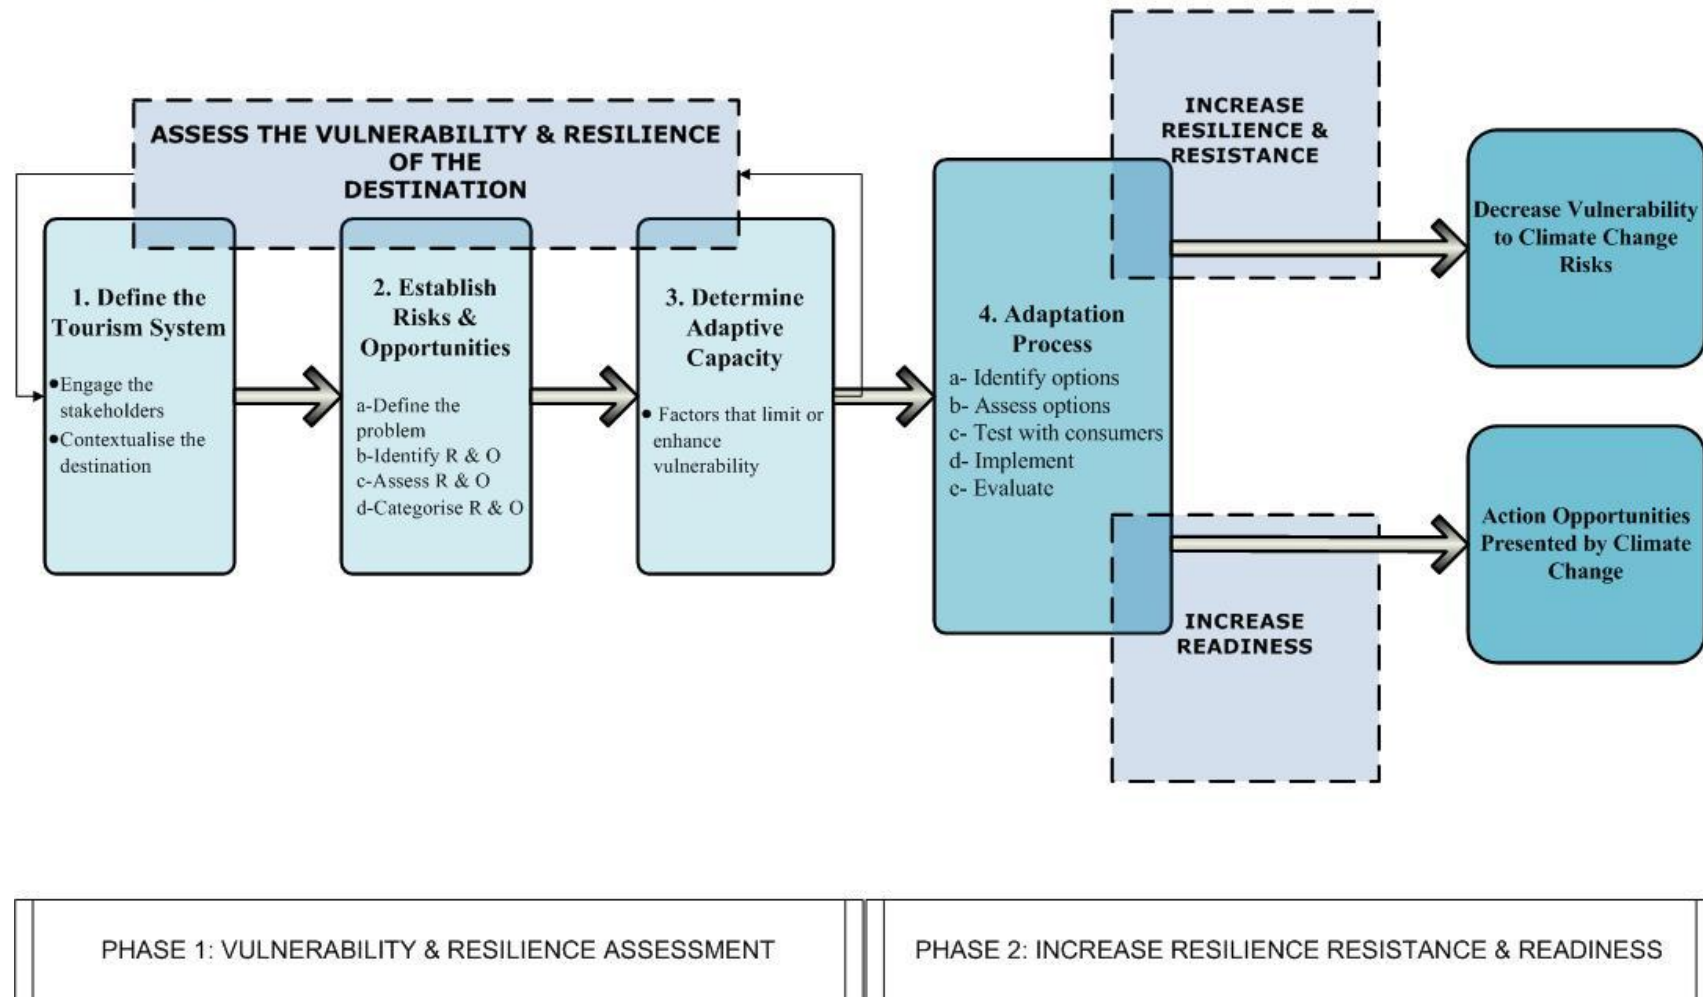 ASSESS THE VULNERABILITY & RESILIENCE
OF THE
DESTINATION
1. Define the
Tourism System
•Engage the
stakeholders
•Contextualise the
destination
2. Establish
Risks &
Opportunities
a-Define the
problem
b-Identify R & O
c-Assess R & O
d-Categorise R & O
3. Determine
Adaptive
Capacity
• Factors that limit or
enhance
vulnerability
4. Adaptation
Process
a- Identify options
b- Assess options
c- Test with consumers
d- Implement
e- Evaluate
INCREASE
RESILIENCE &
RESISTANCE
Decrease Vulnerability
to Climate Change
Risks
INCREASE
READINESS
Action Opportunities
Presented by Climate
Change
PHASE 1: VULNERABILITY & RESILIENCE ASSESSMENT
PHASE 2: INCREASE RESILIENCE RESISTANCE & READINESS